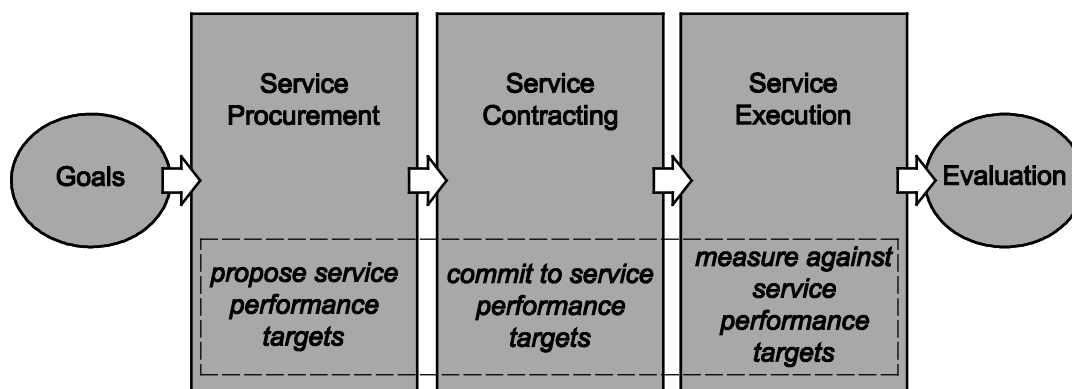 Goals
Service
Procurement
propose service
performance
targets
Service
Contracting
commit to service
performance
targets
Service
Execution
measure against
service
performance
targets
Evaluation